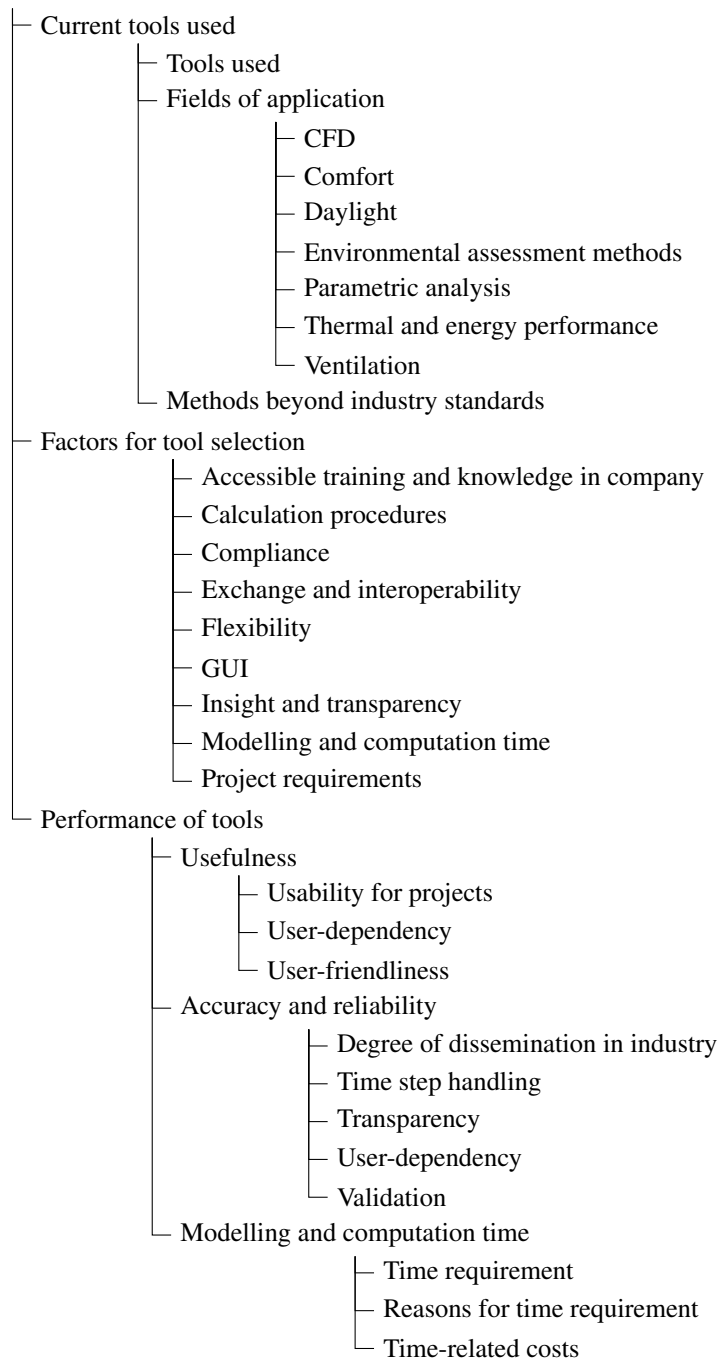 Current tools used
Tools used
Fields of application
CFD
Comfort
Daylight
Environmental assessment methods
Parametric analysis
Thermal and energy performance
Ventilation
Methods beyond industry standards
Factors for tool selection
Accessible training and knowledge in company
Calculation procedures
Compliance
Exchange and interoperability
Flexibility
GUI
Insight and transparency
Modelling and computation time
Project requirements
Performance of tools
Usefulness
Usability for projects
User-dependency
User-friendliness
Accuracy and reliability
Degree of dissemination in industry
Time step handling
Transparency
User-dependency
Validation
Modelling and computation time
Time requirement
Reasons for time requirement
Time-related costs